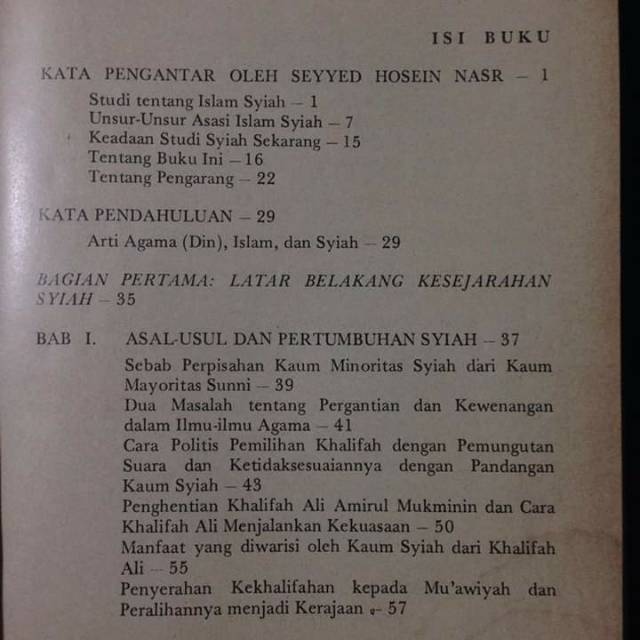 ISI BUKU
KATA PENGANTAR OLEH SEYYED HOSEIN NASR — 1
Studi tentang Islam Syiah — 1
Unsur-Unsur Asasi Islam Syiah — 7
Keadaan Studi Syiah Sekarang — 15
Tentang Buku Ini — 16
Tentang Pengarang — 22
KATA PENDAHULUAN — 29
Arti Agama (Din), Islam, dan Syiah — 29
BAGIAN PERTAMA: LATAR BELAKANG KESEJARAHAN
SYIAH — 35
BAB I. ASAL-USUL DAN PERTUMBUHAN SYIAH — 37
Sebab Perpisahan Kaum Minoritas Syiah dari Kaum
Mayoritas Sunni — 39
Dua Masalah tentang Pergantian dan Kewenangan
dalam Ilmu-ilmu Agama — 41
Cara Politis Pemilihan Khalifah dengan Pemungutan
Suara dan Ketidaksesuaiannya dengan Pandangan
Kaum Syiah — 43
Penghentian Khalifah Ali Amirul Mukminin dan Cara
Khalifah Ali Menjalankan Kekuasaan — 50
Manfaat yang diwarisi oleh Kaum Syiah dari Khalifah
Ali — 55
Penyerahan Kekhalifahan kepada Mu'awiyah dan
Peralihannya menjadi Kerajaan — 57